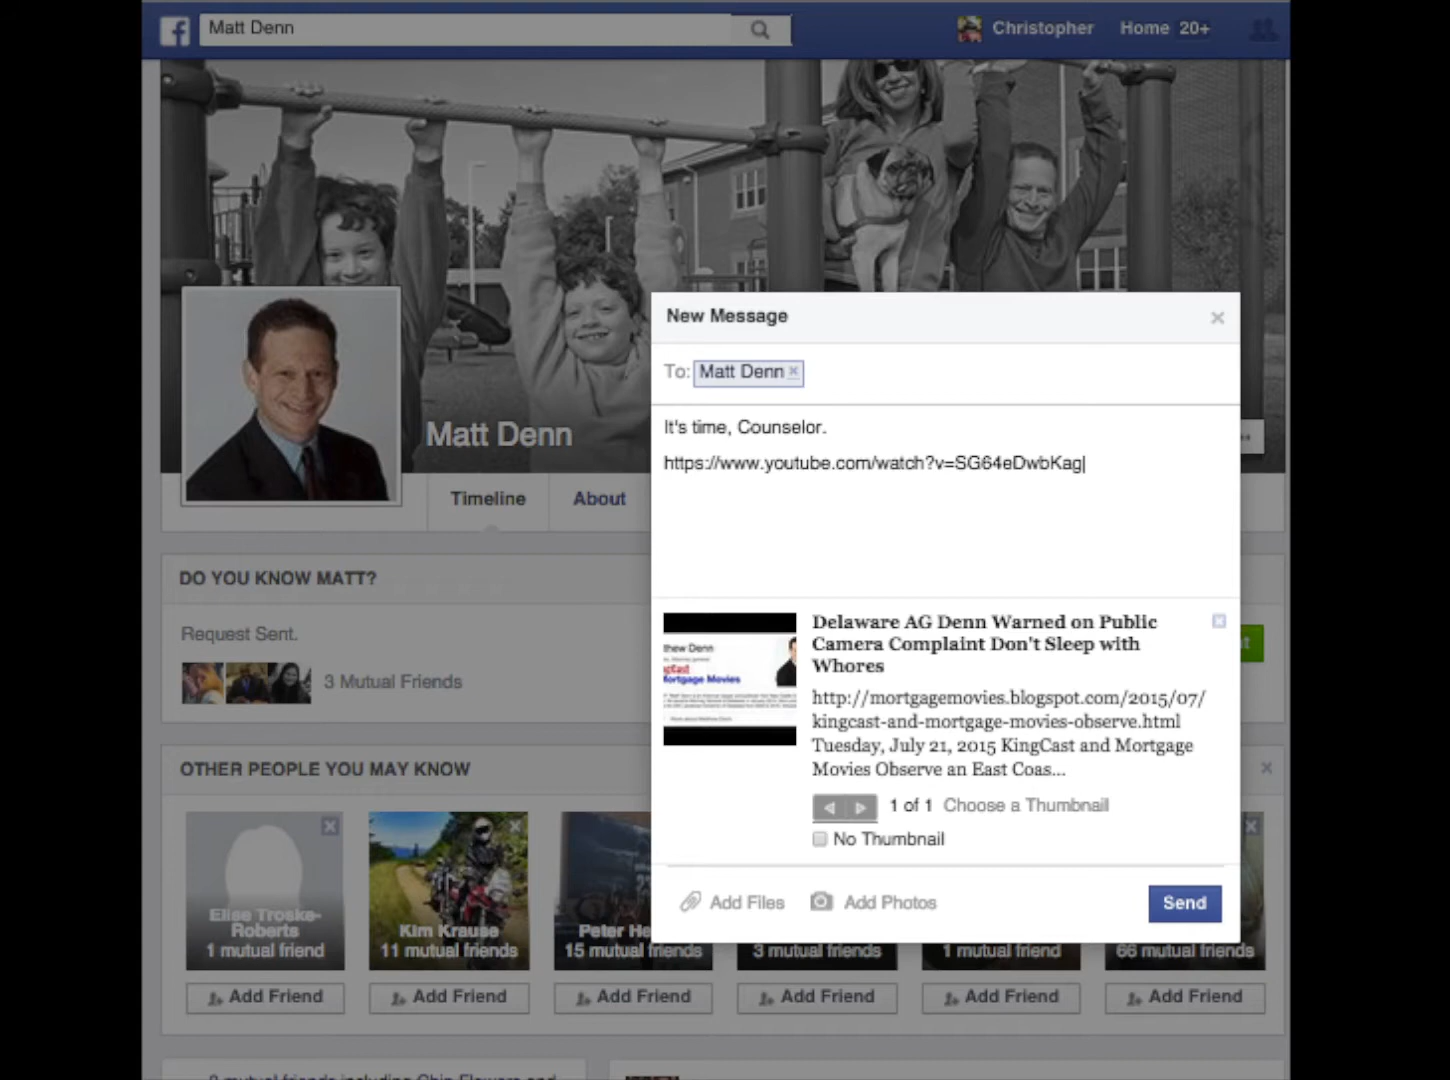 Matt Denn
Christopher
Home 20+
Matt Denn
Timeline
About
New Message
To: Matt Denn
It's time, Counselor.
https://www.youtube.com/watch?v=SG64eDwbKag
Delaware AG Denn Warned on Public
Camera Complaint Don't Sleep with
Whores
http://mortgagemovies.blogspot.com/2015/07/
kingcast-and-mortgage-movies-observe.html
Tuesday, July 21, 2015 KingCast and Mortgage
Movies Observe an East Coas...
thew Denn
ortgage Movies
1 of 1 Choose a Thumbnail
No Thumbnail
Add Files
Add Photos
Send
DO YOU KNOW MATT?
Request Sent.
3 Mutual Friends
OTHER PEOPLE YOU MAY KNOW
Elise Troske-
Roberts
1 mutual friend
Add Friend
Kim Krause
11 mutual friends
Add Friend
Peter He
15 mutual friends
Add Friend
3 mutual friends
Add Friend
1 mutual friend
Add Friend
66 mutual friends
Add Friend